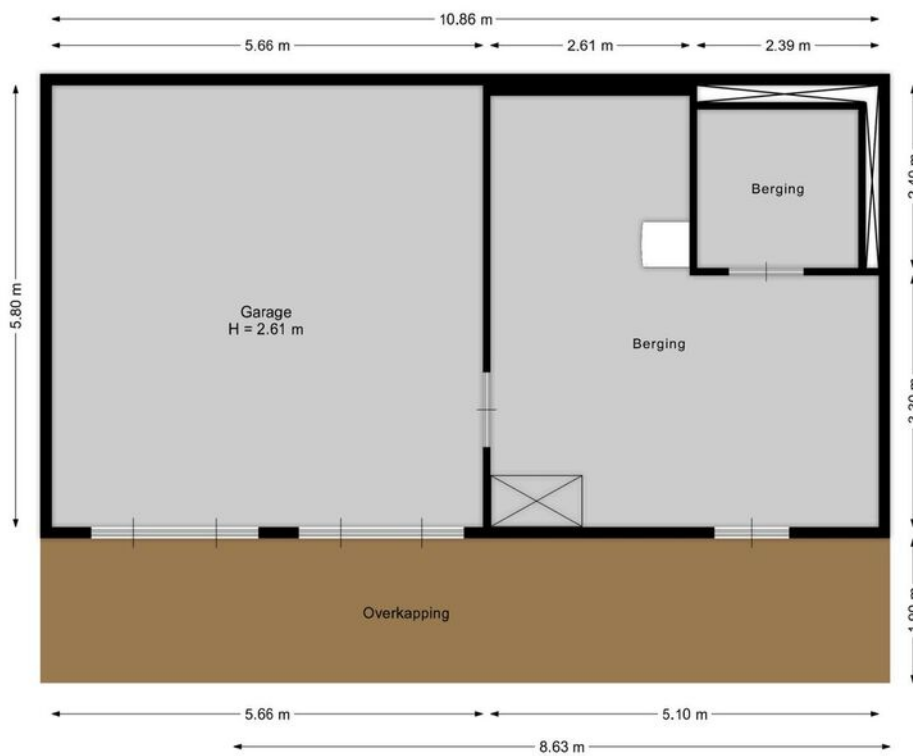 10.86 m
5.66 m
2.61 m
2.39 m
5.80 m
Berging
Garage
H = 2.61 m
Berging
Overkapping
5.66 m
5.10 m
8.63 m